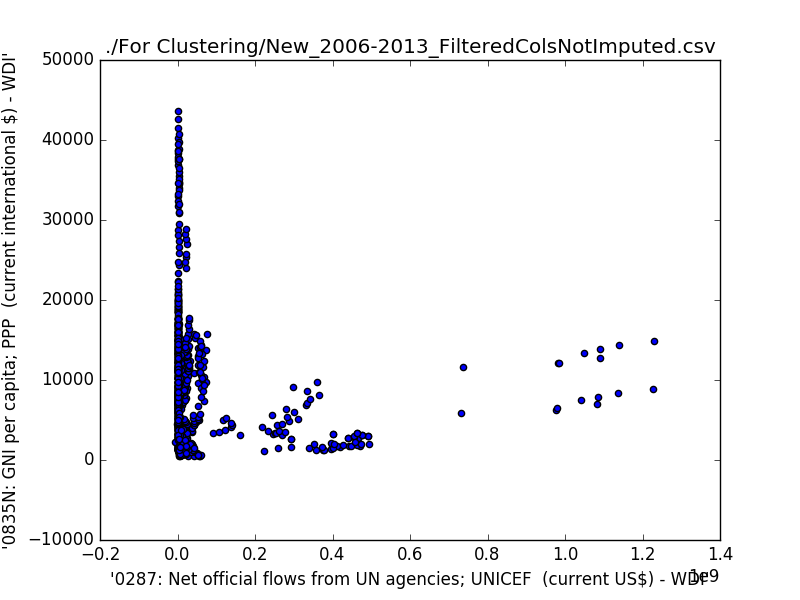 ./For Clustering/New_2006-2013_FilteredColsNotImputed.csv
'0835N: GNI per capita; PPP  (current international $) - WDI'
50000
40000
30000
20000
10000
0
−10000
−0.2 0.0 0.2 0.4 0.6 0.8 1.0 1.2 1.4
1e9
'0287: Net official flows from UN agencies; UNICEF  (current US$) - WDI'